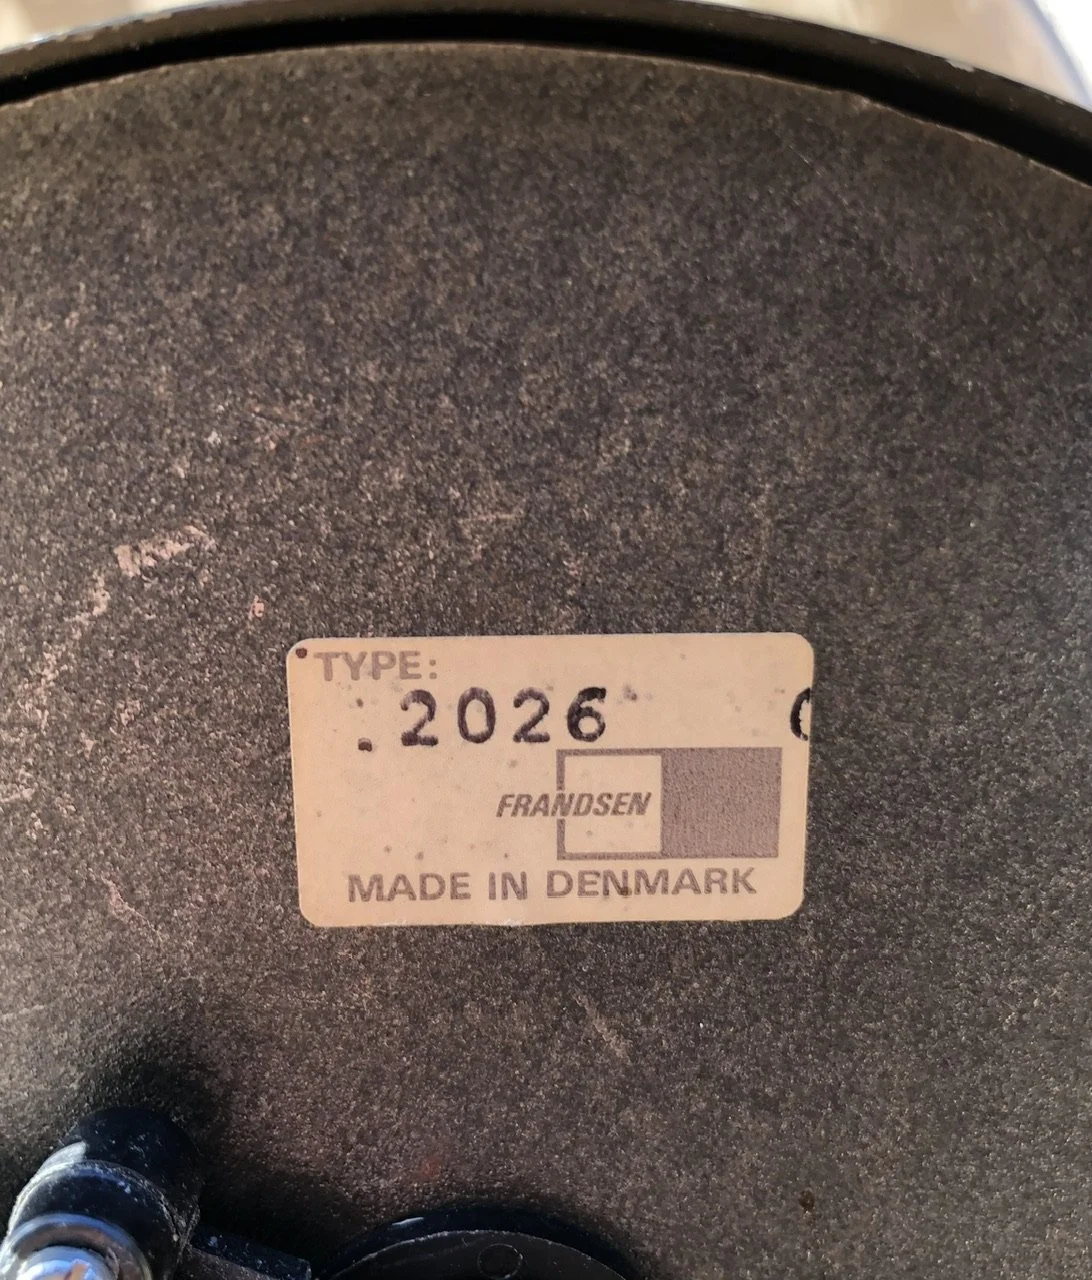 TYPE:
2026
FRANDSEN
MADE IN DENMARK